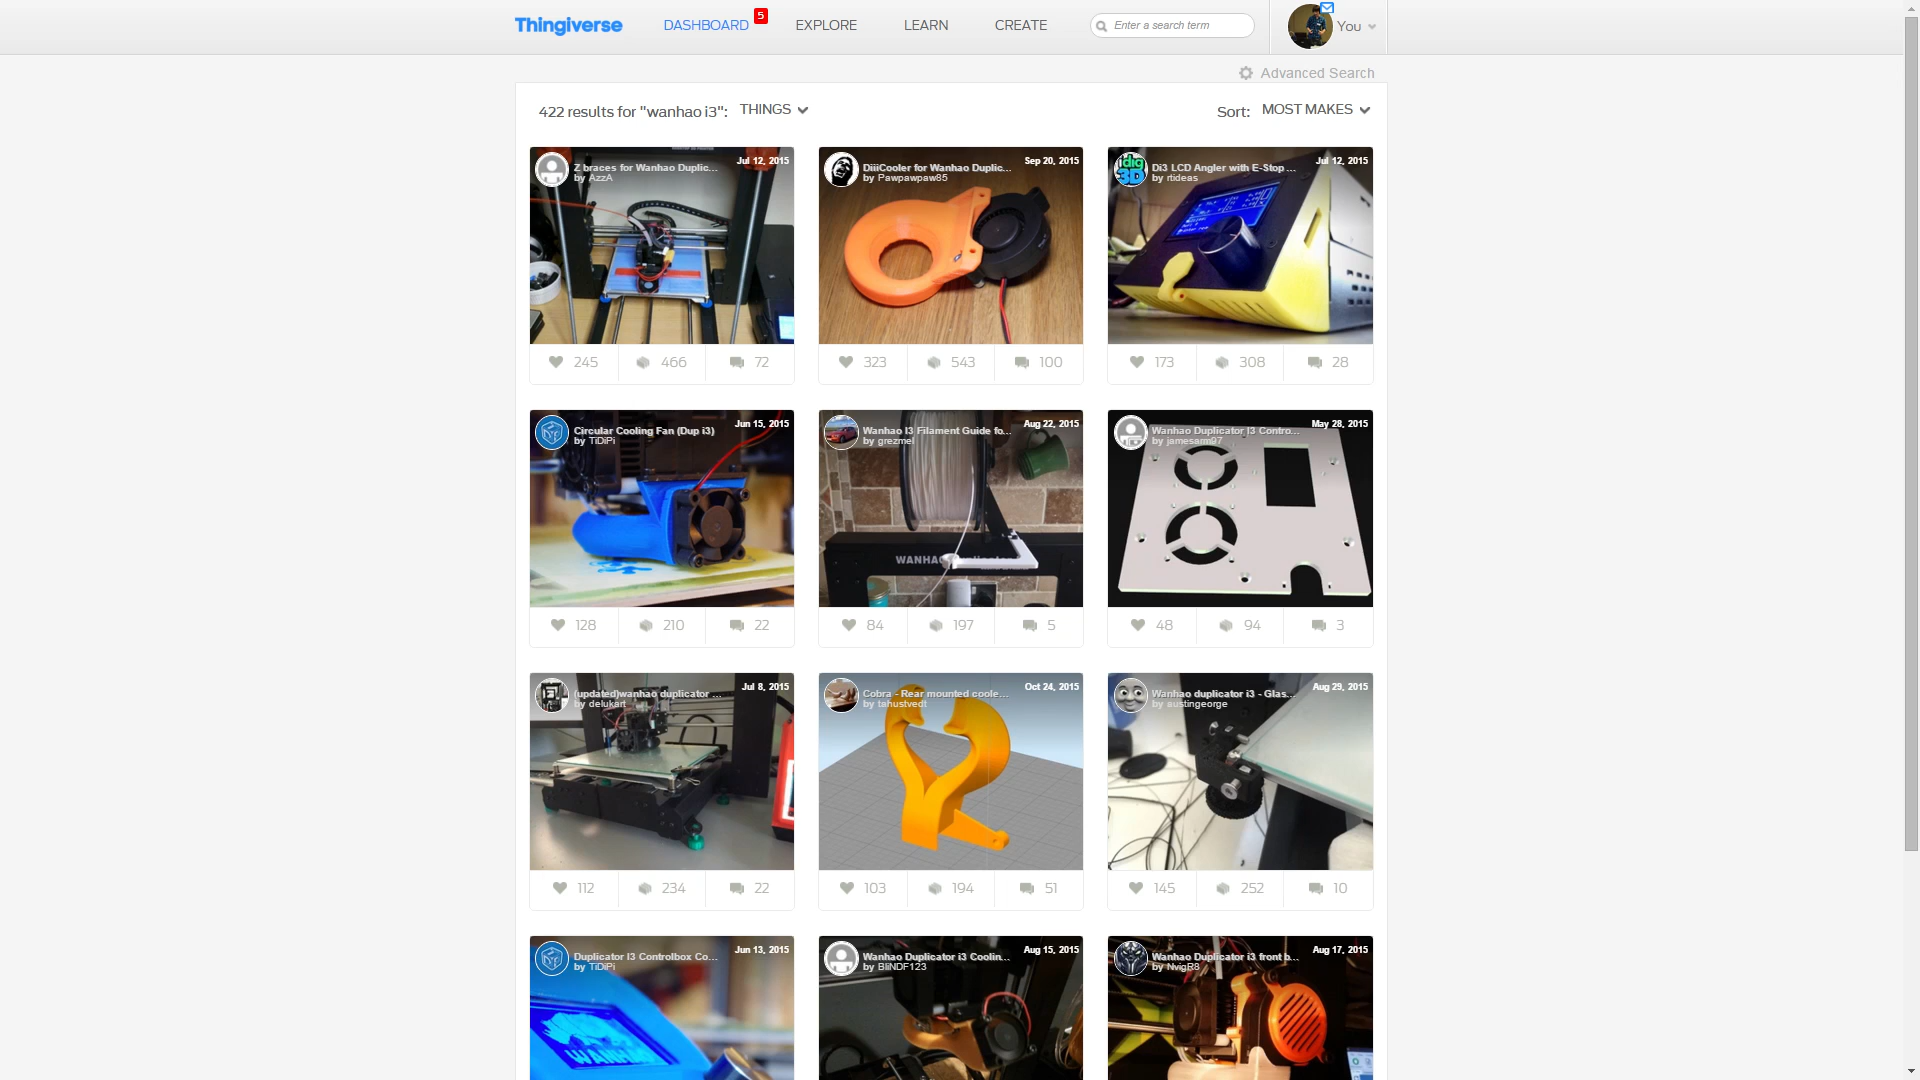 Thingiverse
DASHBOARD
5
EXPLORE
LEARN
CREATE
Enter a search term
You
Advanced Search
422 results for "wanhao i3":
THINGS
Sort:
MOST MAKES
Z braces for Wanhao Duplic...
by AzzA
Jul 12, 2015
245
466
72
DiiiCooler for Wanhao Duplic...
by Pawpawpaw85
Sep 20, 2015
323
543
100
dig
3D
Di3 LCD Angler with E-Stop ...
by rtideas
Jul 12, 2015
173
308
28
Circular Cooling Fan (Dup i3)
by TiDiPi
Jun 15, 2015
128
210
22
Wanhao I3 Filament Guide fo...
by grezmel
Aug 22, 2015
WANHAO
84
197
5
Wanhao Duplicator I3 Contro...
by jamesarm97
May 28, 2015
48
94
3
(updated)wanhao duplicator ...
by delukart
Jul 8, 2015
112
234
22
Cobra - Rear mounted coole...
by tahustvedt
Oct 24, 2015
103
194
51
Wanhao duplicator i3 - Glas...
by austingeorge
Aug 29, 2015
145
252
10
Duplicator I3 Controlbox Co...
by TiDiPi
Jun 13, 2015
WANHAO
Wanhao Duplicator i3 Coolin...
by BliNDF123
Aug 15, 2015
Wanhao Duplicator i3 front b...
by NvigR8
Aug 17, 2015